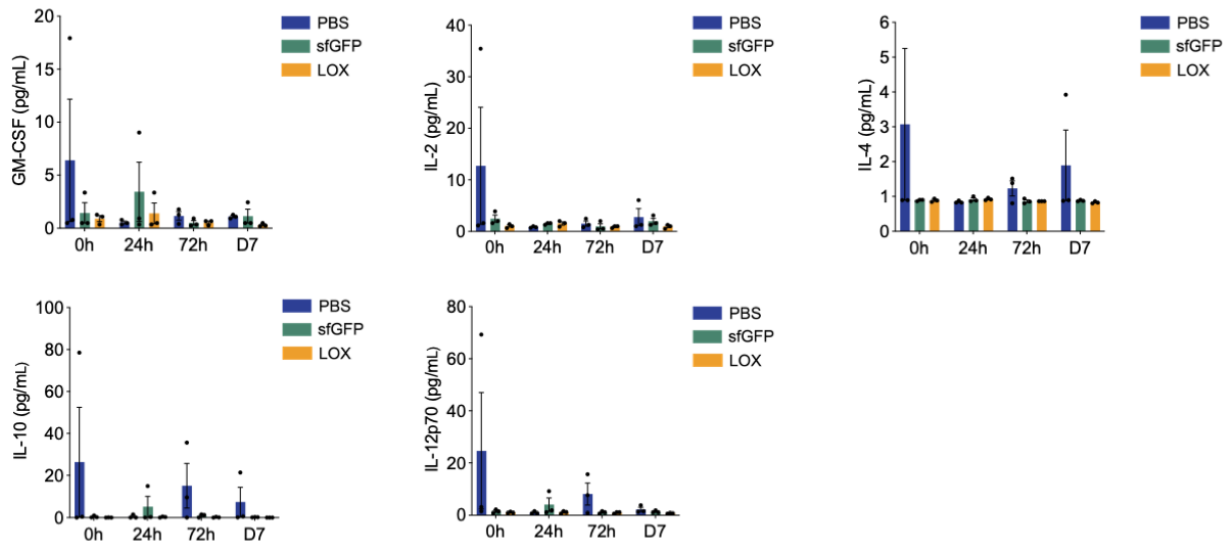 GM-CSF (pg/mL)
20
15
10
5
0
0h 24h 72h D7
PBS
sfGFP
LOX
IL-2 (pg/mL)
40
30
20
10
0
0h 24h 72h D7
PBS
sfGFP
LOX
IL-4 (pg/mL)
6
4
3
2
1
0
0h 24h 72h D7
PBS
sfGFP
LOX
IL-10 (pg/mL)
100
80
60
40
20
0
0h 24h 72h D7
PBS
sfGFP
LOX
IL-12p70 (pg/mL)
80
60
40
20
0
0h 24h 72h D7
PBS
sfGFP
LOX